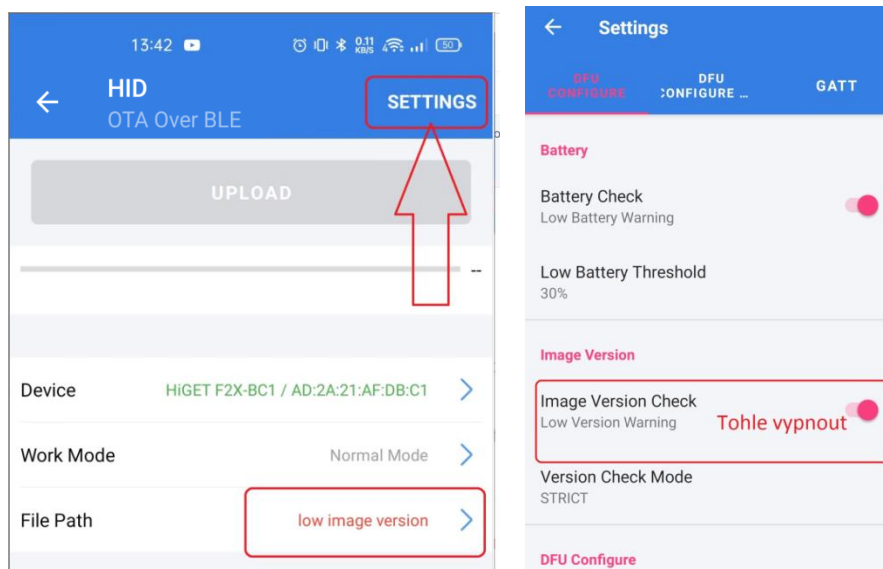 13:42
0.11
KB/S
50
HID
OTA Over BLE
SETTINGS
UPLOAD
--
Device HiGET F2X-BC1 / AD:2A:21:AF:DB:C1
Work Mode Normal Mode
File Path low image version
Settings
DFU
CONFIGURE
DFU
CONFIGURE ...
GATT
Battery
Battery Check
Low Battery Warning
Low Battery Threshold
30%
Image Version
Image Version Check
Low Version Warning
Tohle vypnout
Version Check Mode
STRICT
DFU Configure